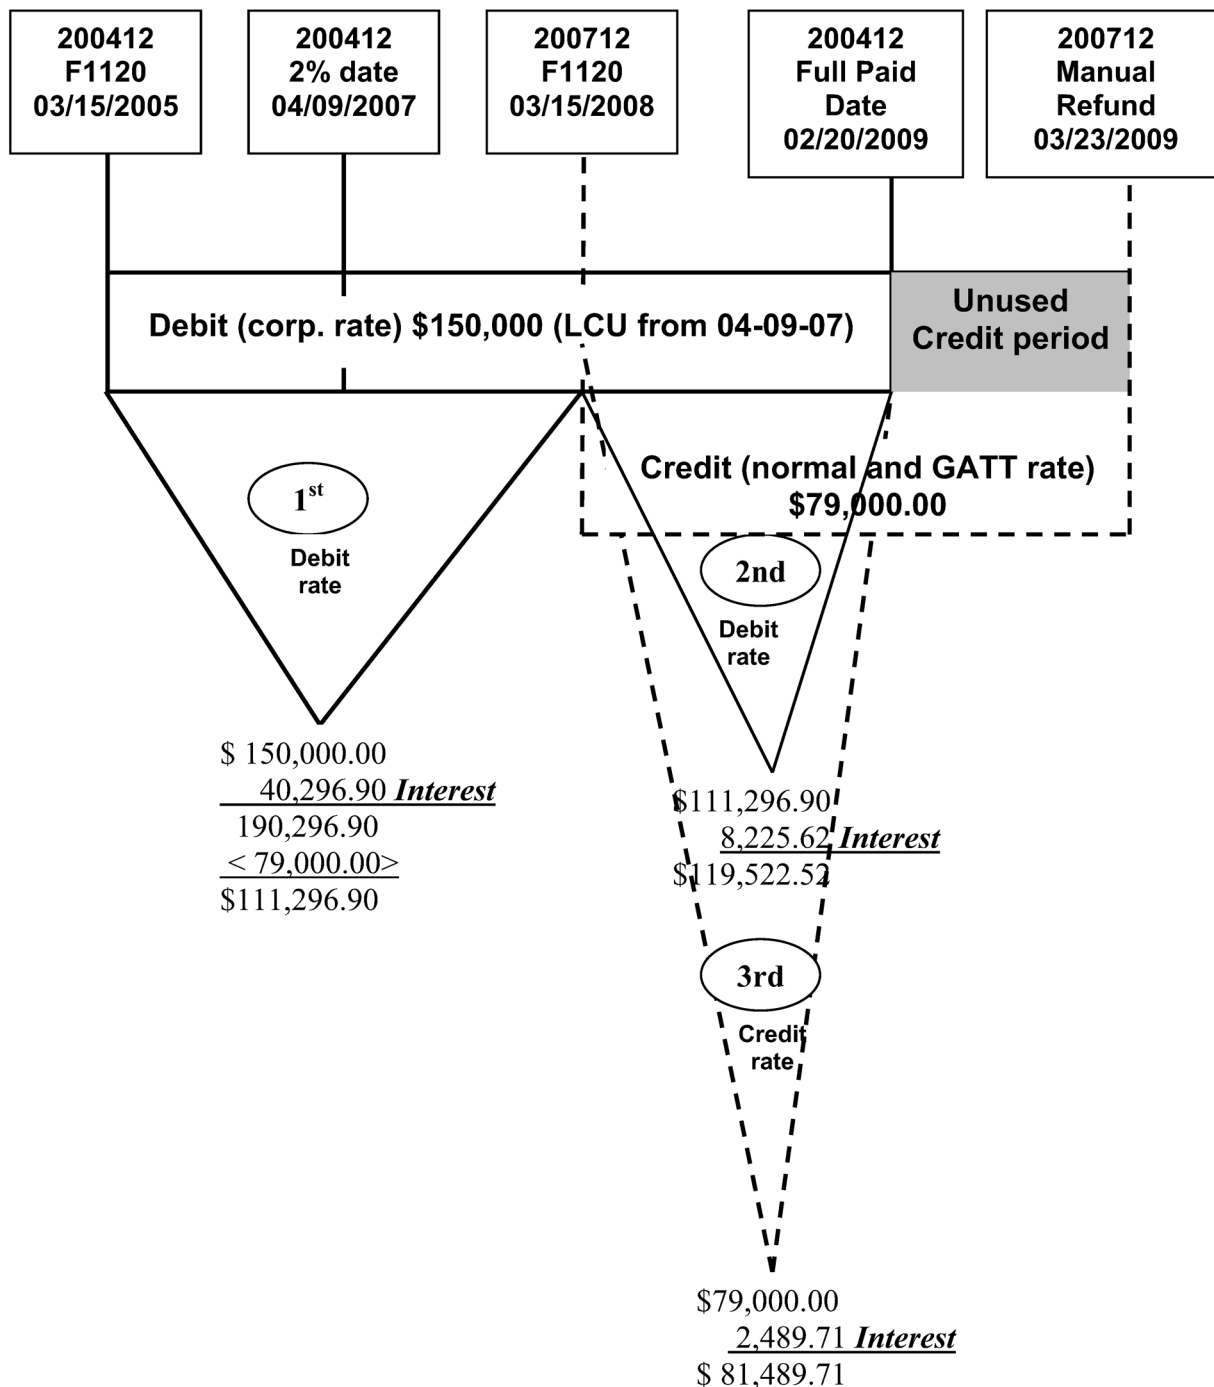 200412
F1120
03/15/2005
200412
2% date
04/09/2007
200712
F1120
03/15/2008
200412
Full Paid
Date
02/20/2009
200712
Manual
Refund
03/23/2009
Debit (corp. rate) $150,000 (LCU from 04-09-07)
Unused
Credit period
Credit (normal and GATT rate)
$79,000.00
1st
Debit
rate
2nd
Debit
rate
$ 150,000.00
40,296.90 Interest
190,296.90
< 79,000.00>
$111,296.90
$111,296.90
8,225.62 Interest
$119,522.52
3rd
Credit
rate
$79,000.00
2,489.71 Interest
$ 81,489.71